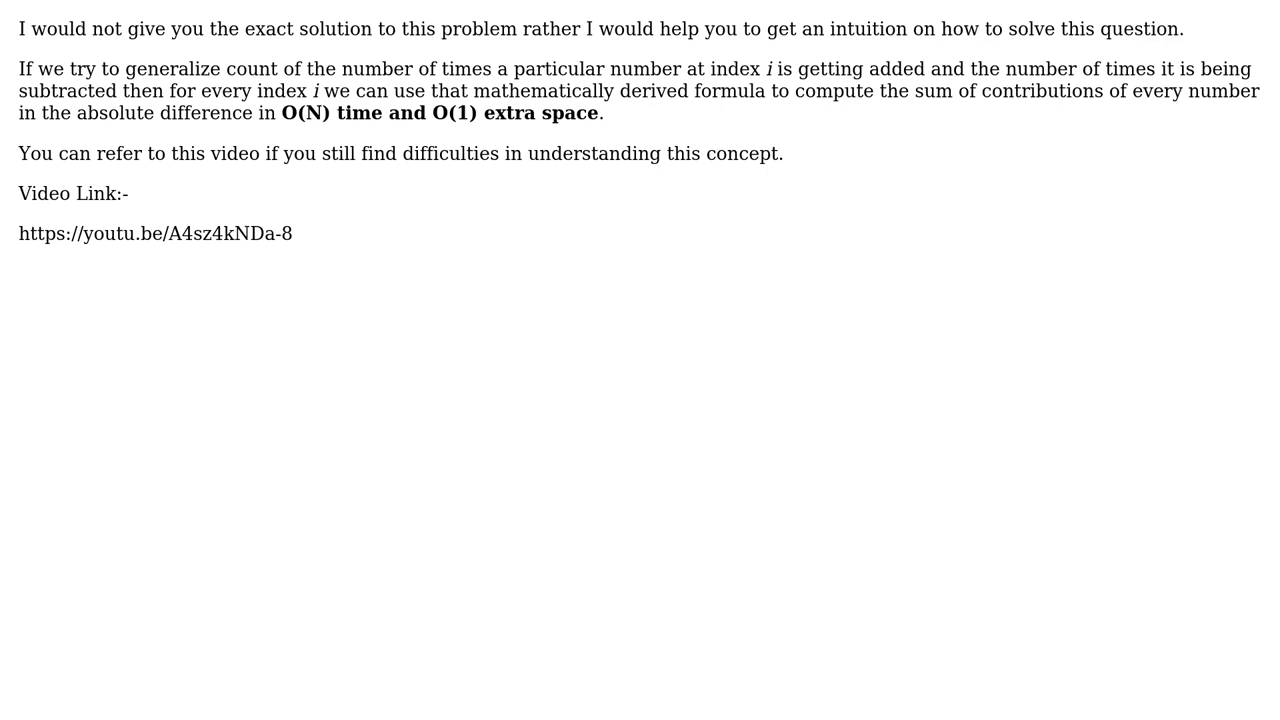 I would not give you the exact solution to this problem rather I would help you to get an intuition on how to solve this question.
If we try to generalize count of the number of times a particular number at index i is getting added and the number of times it is being
subtracted then for every index i we can use that mathematically derived formula to compute the sum of contributions of every number
in the absolute difference in O(N) time and O(1) extra space.
You can refer to this video if you still find difficulties in understanding this concept.
Video Link:-
https://youtu.be/A4sz4kNDa-8